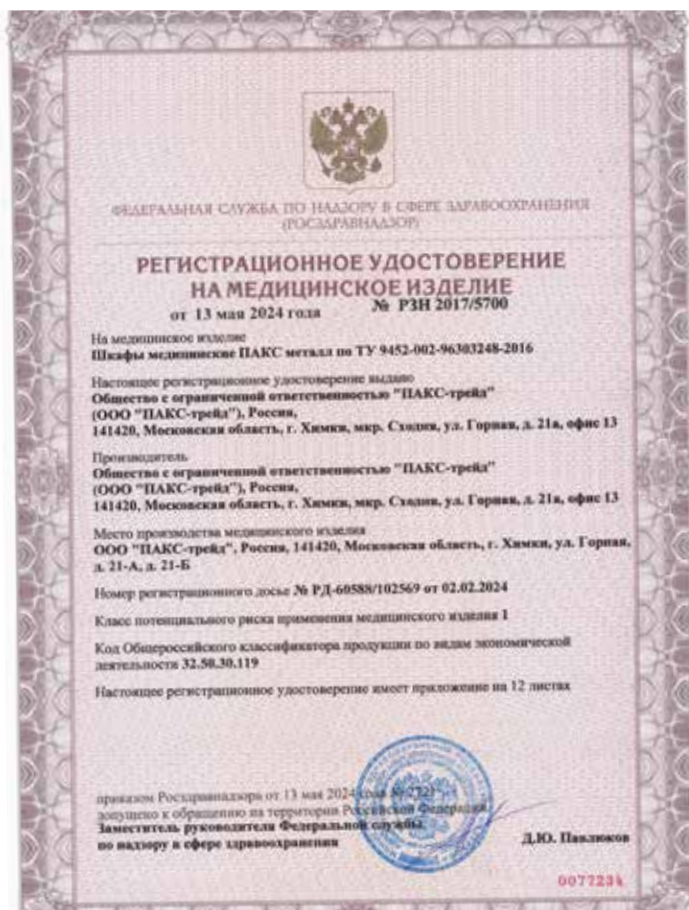 ФЕДЕРАЛЬНАЯ СЛУЖБА ПО НАДЗОРУ В СФЕРЕ ЗДРАВООХРАНЕНИЯ
(РОСЗДРАВНАДЗОР)
РЕГИСТРАЦИОННОЕ УДОСТОВЕРЕНИЕ
НА МЕДИЦИНСКОЕ ИЗДЕЛИЕ
от 13 мая 2024 года № РЗН 2017/5700
На медицинское изделие
Шкафы медицинские ПАКС металл по ТУ 9452-002-96303248-2016
Настоящее регистрационное удостоверение выдано
Общество с ограниченной ответственностью "ПАКС-трейд"
(ООО "ПАКС-трейд"), Россия,
141420, Московская область, г. Химки, мкр. Сходня, ул. Горная, д. 21а, офис 13
Производитель
Общество с ограниченной ответственностью "ПАКС-трейд"
(ООО "ПАКС-трейд"), Россия,
141420, Московская область, г. Химки, мкр. Сходня, ул. Горная, д. 21а, офис 13
Место производства медицинского изделия
ООО "ПАКС-трейд", Россия, 141420, Московская область, г. Химки, ул. Горная,
д. 21-А, д. 21-Б
Номер регистрационного досье № РД-60588/102569 от 02.02.2024
Класс потенциального риска применения медицинского изделия 1
Код Общероссийского классификатора продукции по видам экономической
деятельности 32.50.30.119
Настоящее регистрационное удостоверение имеет приложение на 12 листах
приказом Росздравнадзора от 13 мая 2024 года №
допущено к обращению на территории Российской Федерации.
Заместитель руководителя Федеральной службы
по надзору в сфере здравоохранения Д.Ю. Павлюков
0077234